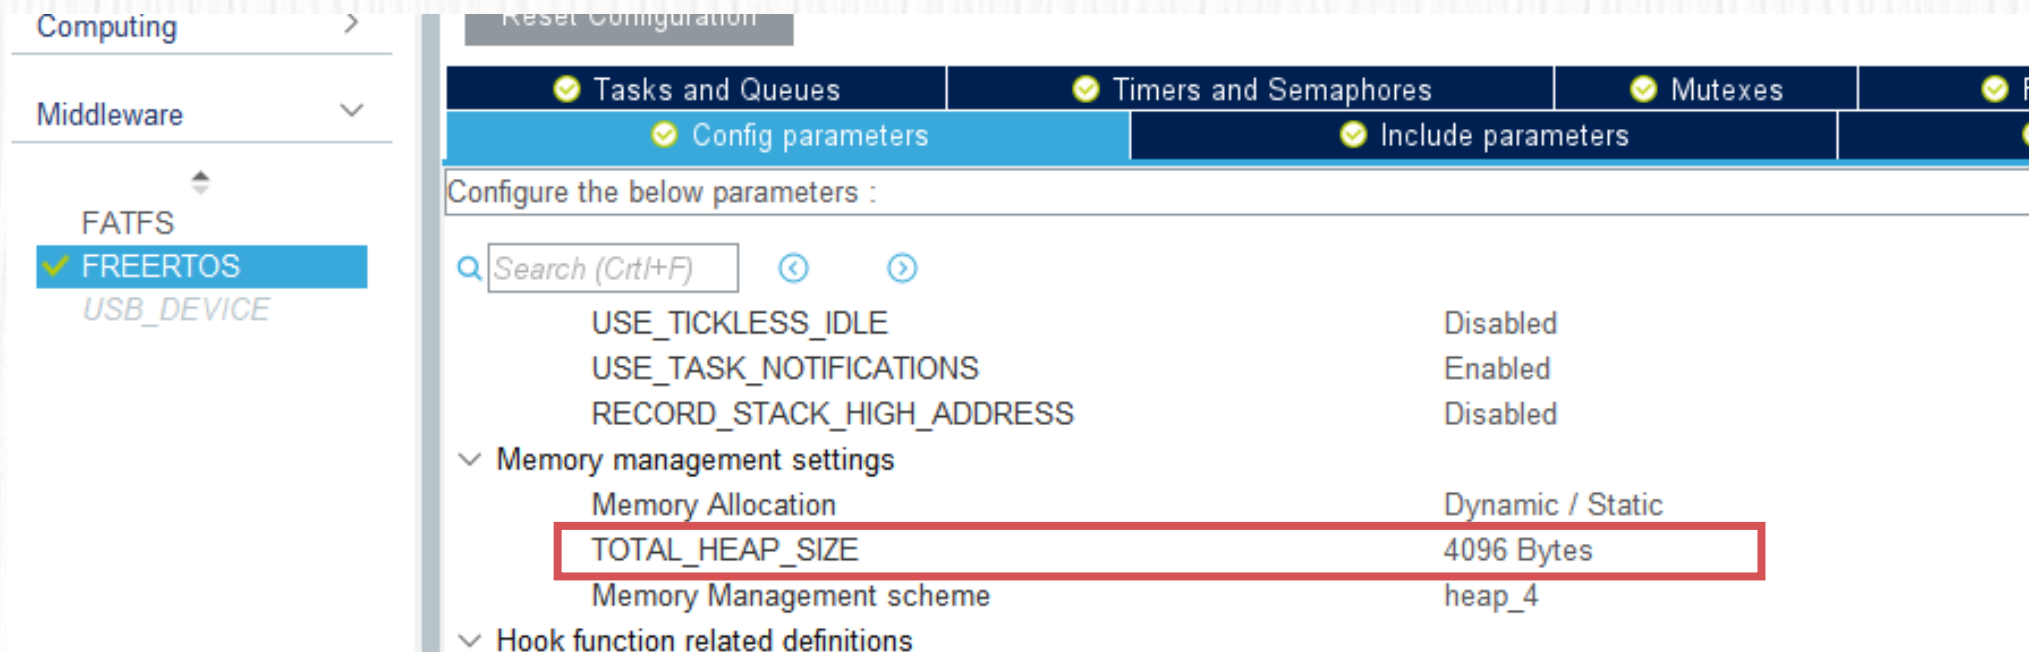 Computing
Middleware
FATFS
FREERTOS
USB_DEVICE
Reset Configuration
Tasks and Queues
Timers and Semaphores
Mutexes
Config parameters
Include parameters
Configure the below parameters :
Search (Crtl+F)
USE_TICKLESS_IDLE Disabled
USE_TASK_NOTIFICATIONS Enabled
RECORD_STACK_HIGH_ADDRESS Disabled
Memory management settings
Memory Allocation Dynamic / Static
TOTAL_HEAP_SIZE 4096 Bytes
Memory Management scheme heap_4
Hook function related definitions